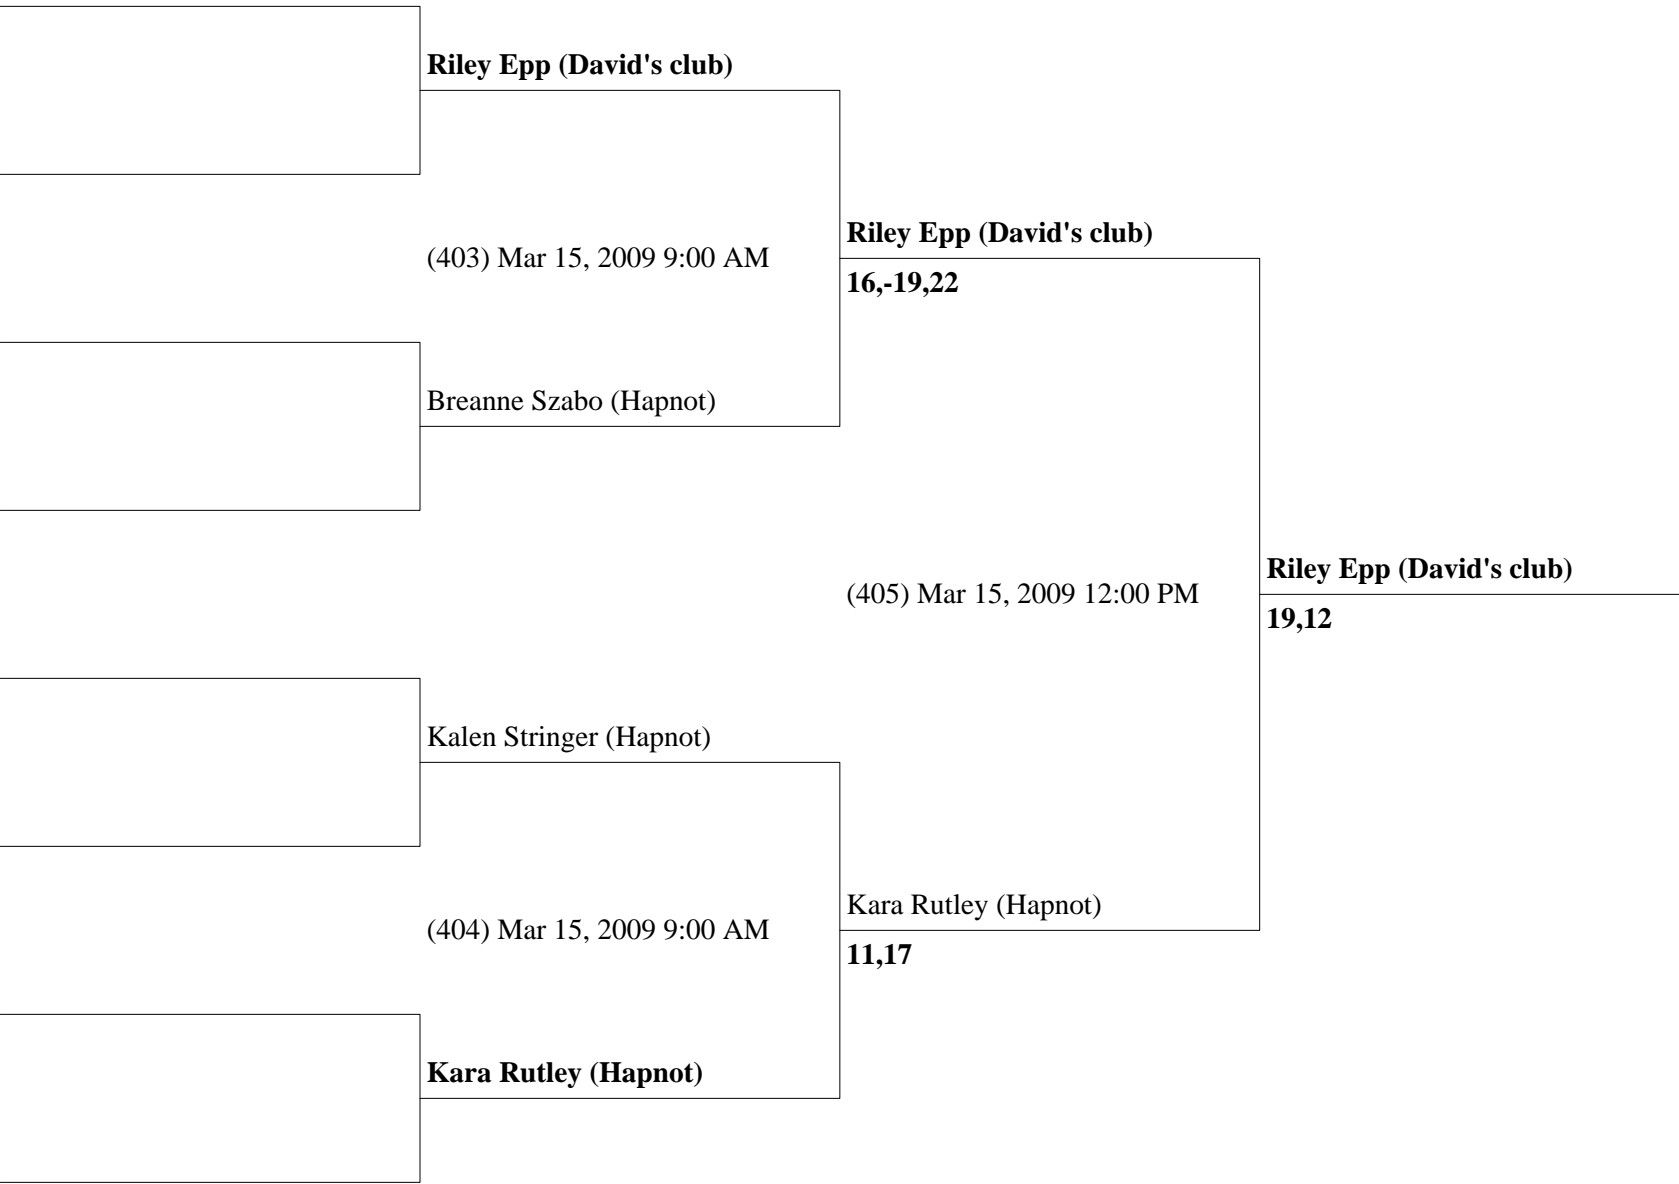 Riley Epp (David's club)
(403) Mar 15, 2009 9:00 AM
Riley Epp (David's club)
16,-19,22
Breanne Szabo (Hapnot)
(405) Mar 15, 2009 12:00 PM
Riley Epp (David's club)
19,12
Kalen Stringer (Hapnot)
(404) Mar 15, 2009 9:00 AM
Kara Rutley (Hapnot)
11,17
Kara Rutley (Hapnot)